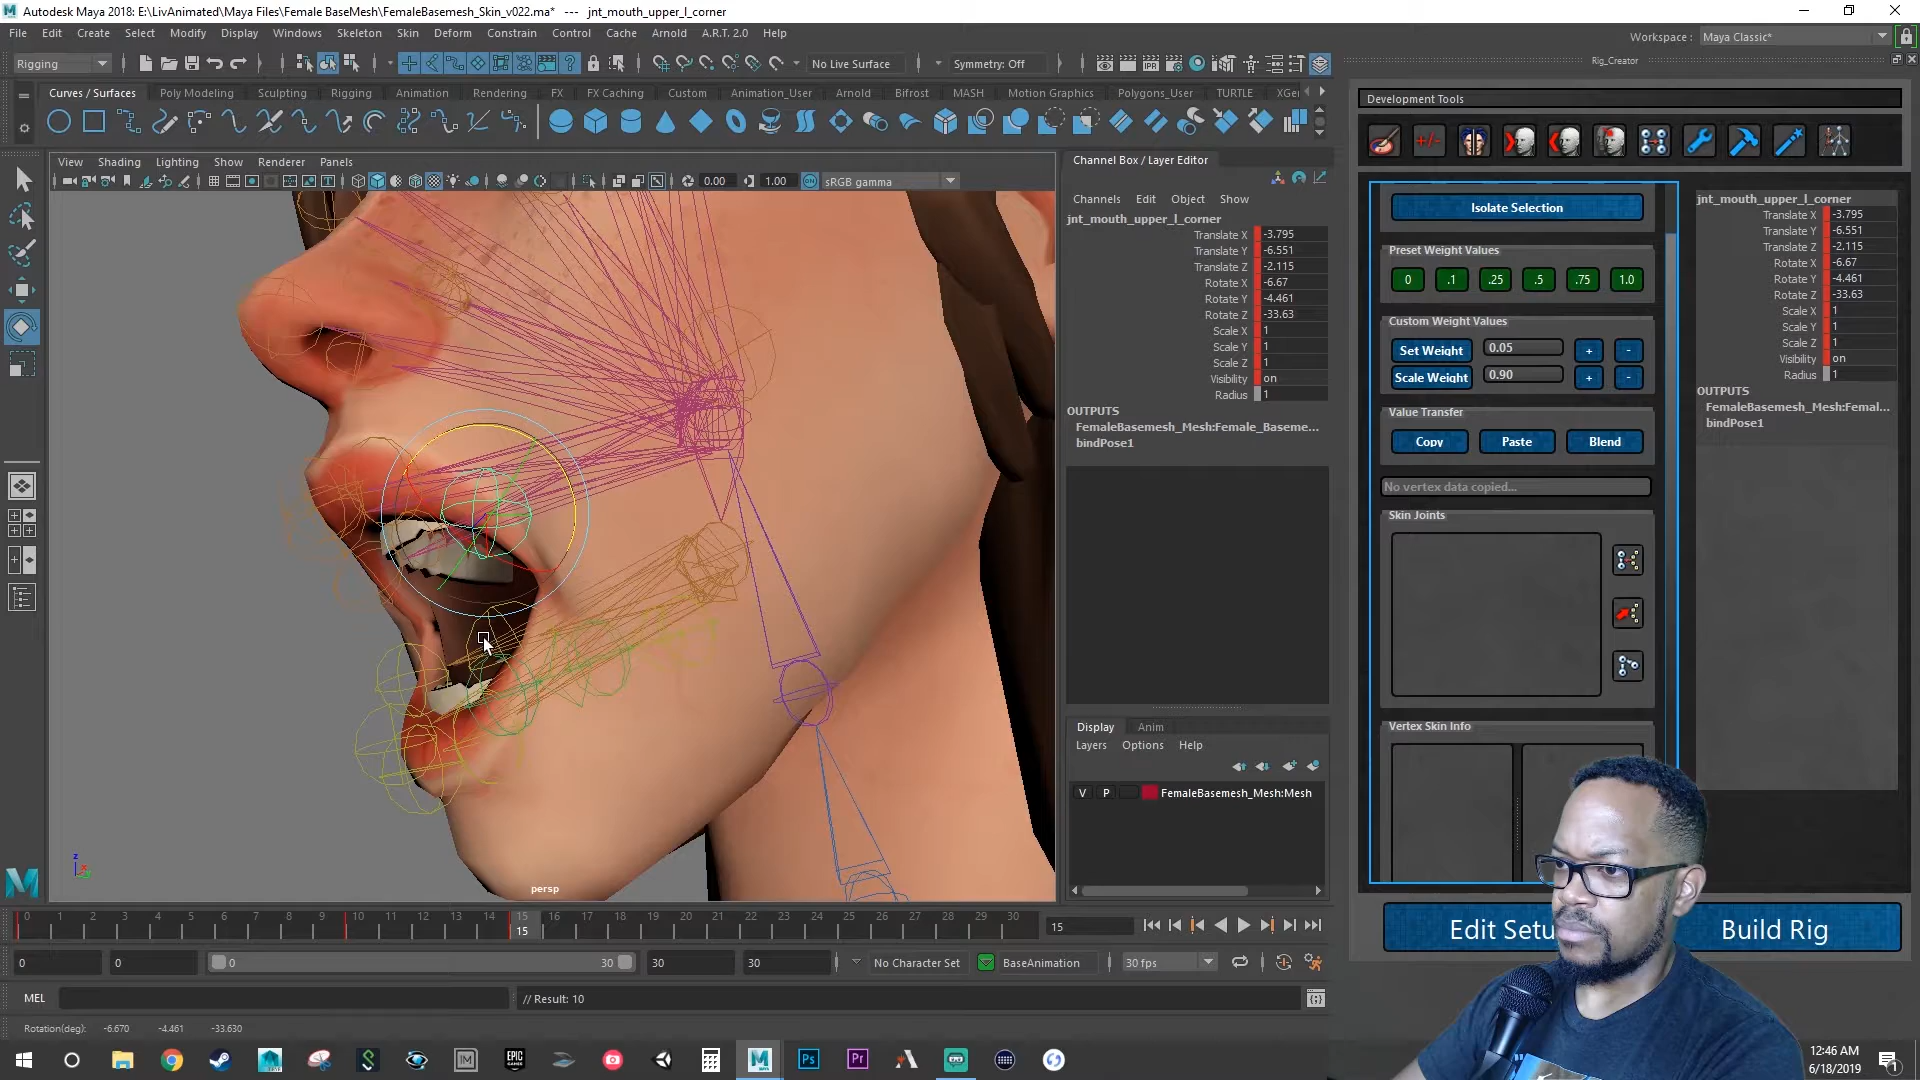 Autodesk Maya 2018: E:\LivAnimated\Maya Files\Female BaseMesh\FemaleBasemesh_Skin_v022.ma* --- jnt_mouth_upper_l_corner
File Edit Create Select Modify Display Windows Skeleton Skin Deform Constrain Control Cache Arnold A.R.T. 2.0 Help
Workspace : Maya Classic*
Rigging No Live Surface Symmetry: Off
Rig_Creator
Curves / Surfaces Poly Modeling Sculpting Rigging Animation Rendering FX FX Caching Custom Animation_User Arnold Bifrost MASH Motion Graphics Polygons_User TURTLE XGen
Development Tools
View Shading Lighting Show Renderer Panels
0.00 1.00 sRGB gamma
persp
Channel Box / Layer Editor
Channels Edit Object Show
jnt_mouth_upper_l_corner
Translate X -3.795
Translate Y -6.551
Translate Z -2.115
Rotate X -6.67
Rotate Y -4.461
Rotate Z -33.63
Scale X 1
Scale Y 1
Scale Z 1
Visibility on
Radius 1
OUTPUTS
FemaleBasemesh_Mesh:Female_Baseme...
bindPose1
Display Anim
Layers Options Help
V P FemaleBasemesh_Mesh:Mesh
Isolate Selection
Preset Weight Values
0 .1 .25 .5 .75 1.0
Custom Weight Values
Set Weight 0.05 + -
Scale Weight 0.90 + -
Value Transfer
Copy Paste Blend
No vertex data copied...
Skin Joints
Vertex Skin Info
jnt_mouth_upper_l_corner
Translate X -3.795
Translate Y -6.551
Translate Z -2.115
Rotate X -6.67
Rotate Y -4.461
Rotate Z -33.63
Scale X 1
Scale Y 1
Scale Z 1
Visibility on
Radius 1
OUTPUTS
FemaleBasemesh_Mesh:Femal...
bindPose1
Edit Setu
Build Rig
0 1 2 3 4 5 6 7 8 9 10 11 12 13 14 15 16 17 18 19 20 21 22 23 24 25 26 27 28 29 30
15
15
0 0 0 30 30 30 No Character Set BaseAnimation 30 fps
MEL // Result: 10
Rotation(deg): -6.670 -4.461 -33.630
EPIC GAMES
Ps Pr
12:46 AM
6/18/2019